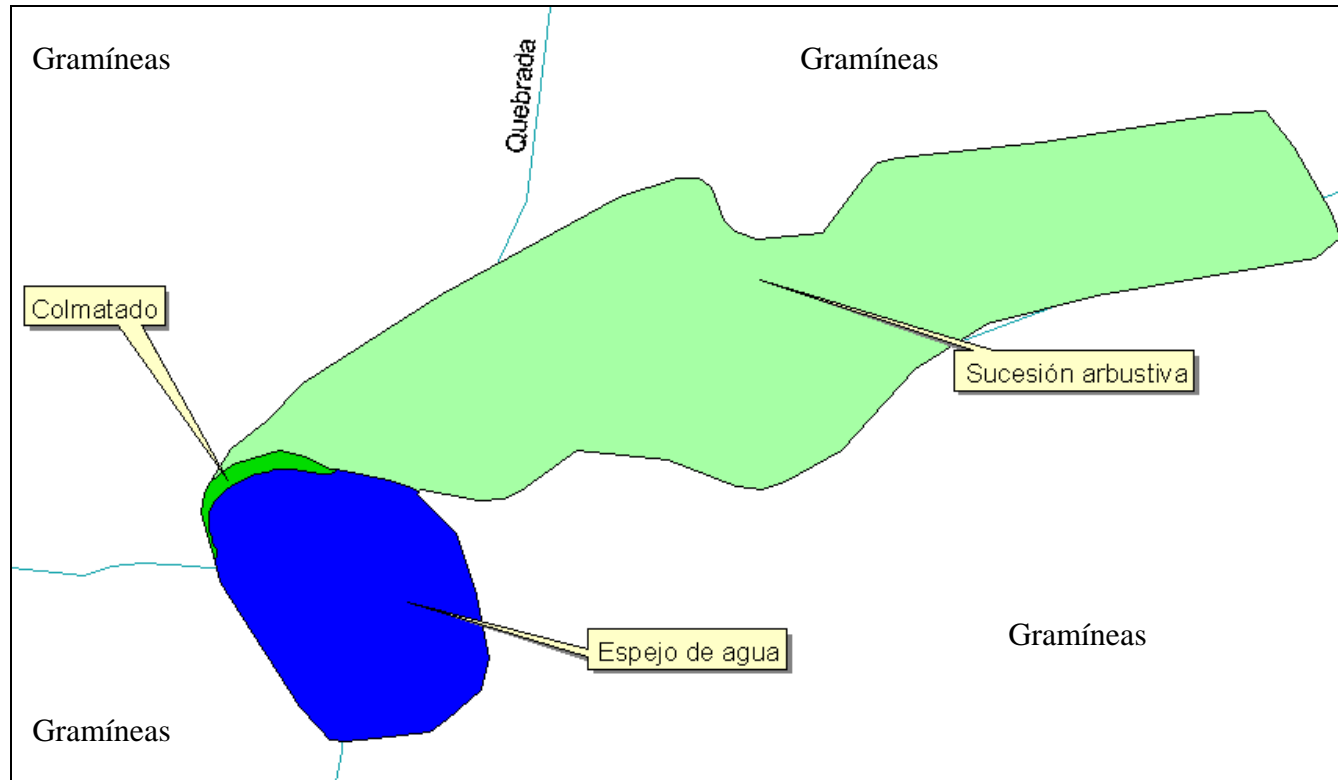 Gramíneas
Gramíneas
Quebrada
Colmatado
Sucesión arbustiva
Espejo de agua
Gramíneas
Gramíneas